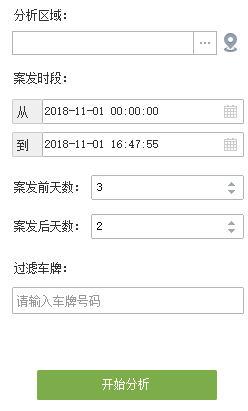 分析区域:
...
案发时段:
从 2018-11-01 00:00:00
到 2018-11-01 16:47:55
案发前天数: 3
案发后天数: 2
过滤车牌:
请输入车牌号码
开始分析